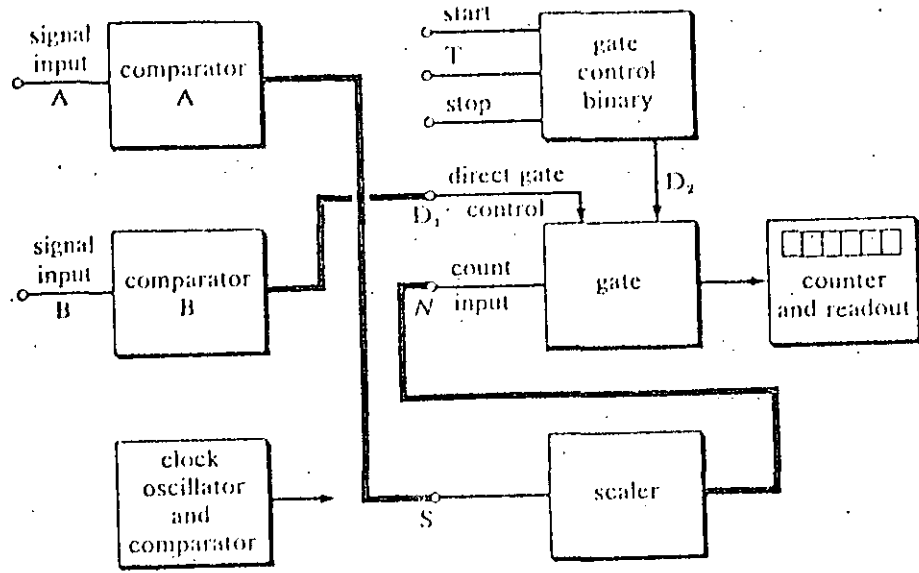 signal
input
A
comparator
A
start
T
stop
gate
control
binary
D₂
direct gate
control
D₁
signal
input
B
comparator
B
count
input
N
gate
counter
and readout
clock
oscillator
and
comparator
S
scaler